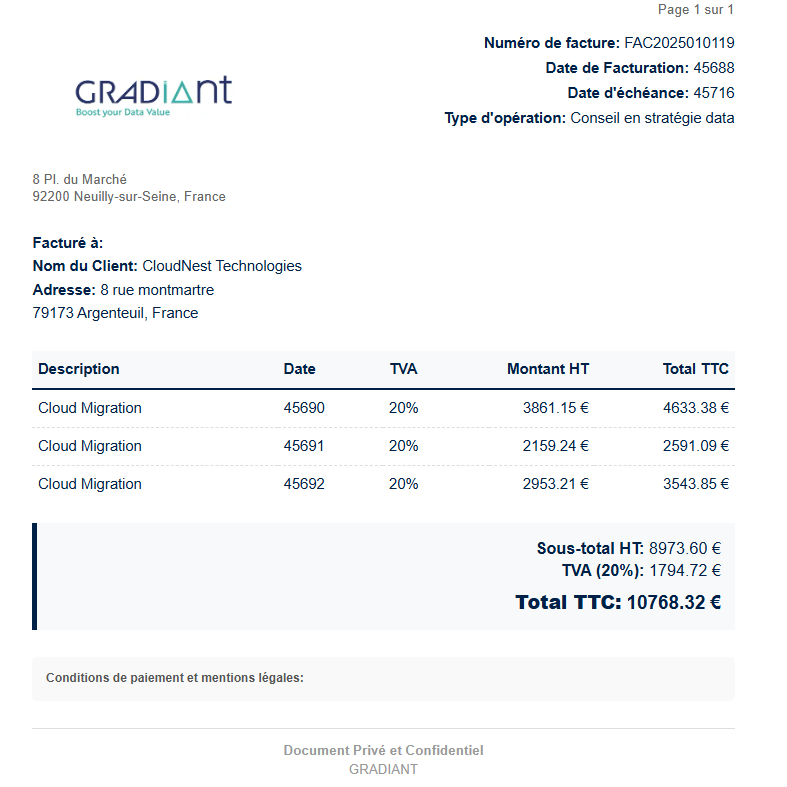 Page 1 sur 1
Numéro de facture: FAC2025010119
Date de Facturation: 45688
Date d'échéance: 45716
Type d'opération: Conseil en stratégie data
GRADIANT
Boost your Data Value
8 Pl. du Marché
92200 Neuilly-sur-Seine, France
Facturé à:
Nom du Client: CloudNest Technologies
Adresse: 8 rue montmartre
79173 Argenteuil, France
Description Date TVA Montant HT Total TTC
Cloud Migration 45690 20% 3861.15 € 4633.38 €
Cloud Migration 45691 20% 2159.24 € 2591.09 €
Cloud Migration 45692 20% 2953.21 € 3543.85 €
Sous-total HT: 8973.60 €
TVA (20%): 1794.72 €
Total TTC: 10768.32 €
Conditions de paiement et mentions légales:
Document Privé et Confidentiel
GRADIANT